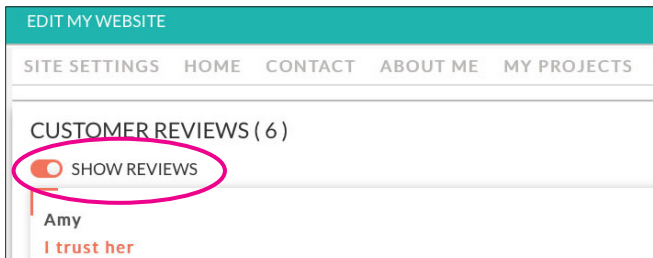 EDIT MY WEBSITE
SITE SETTINGS HOME CONTACT ABOUT ME MY PROJECTS
CUSTOMER REVIEWS ( 6 )
SHOW REVIEWS
Amy
I trust her